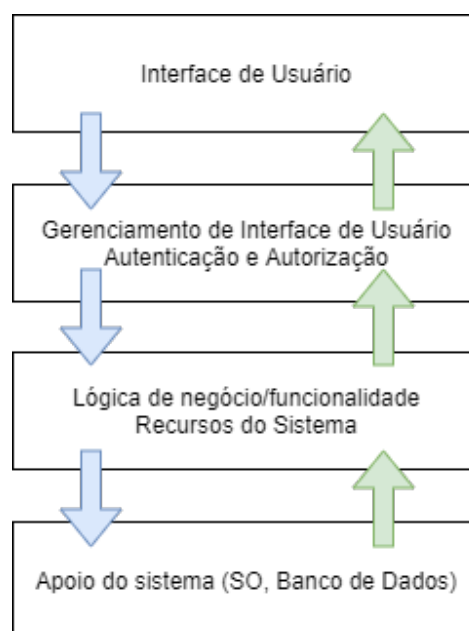 Interface de Usuário
Gerenciamento de Interface de Usuário
Autenticação e Autorização
Lógica de negócio/funcionalidade
Recursos do Sistema
Apoio do sistema (SO, Banco de Dados)